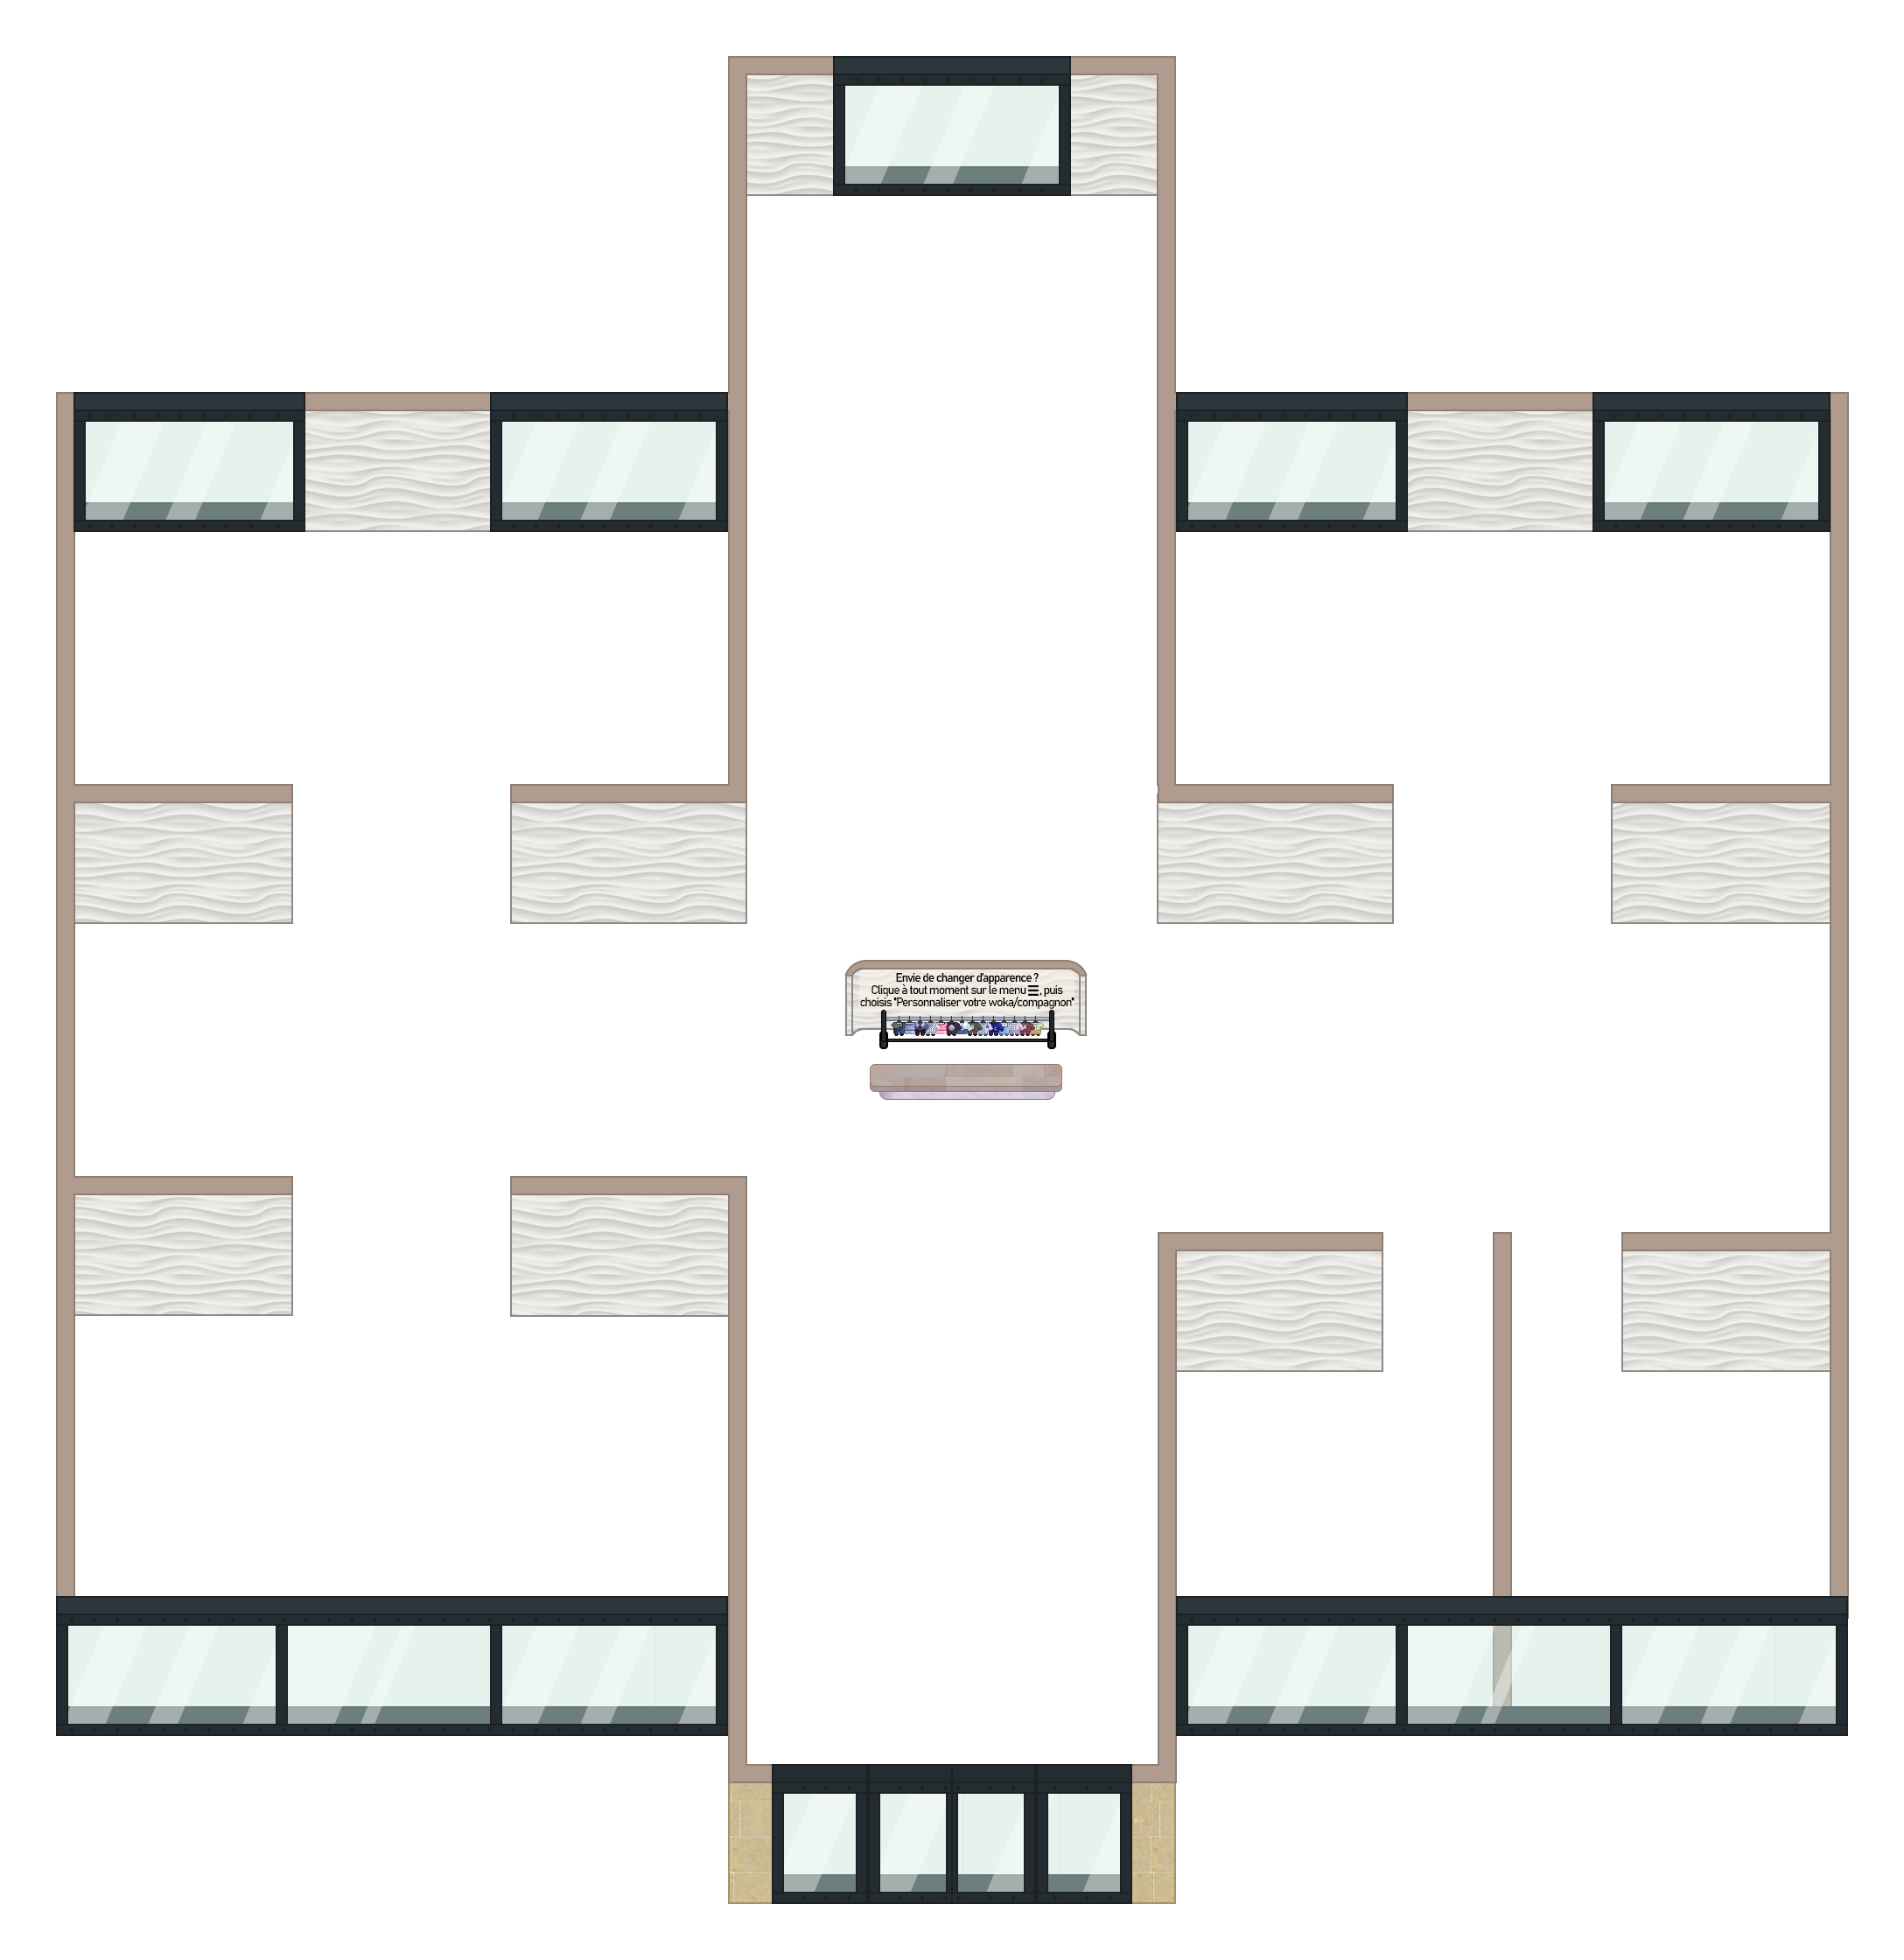 Envie de changer d'apparence ?
Clique à tout moment sur le menu ☰, puis
choisis "Personnaliser votre woka/compagnon"